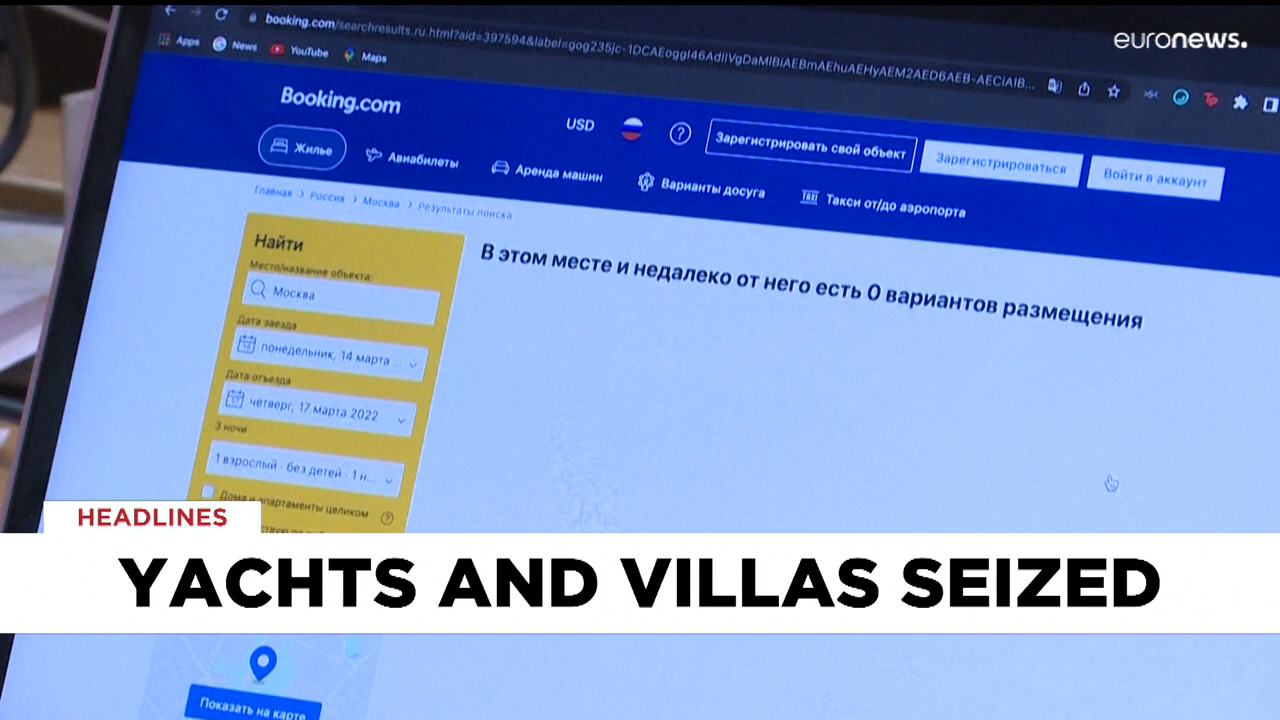 euronews.
booking.com/searchresults.ru.html?aid=397594&label=gog235jc-1DCAEoggI46AdIIVgDaMIBiAEBmAEhuAEHyAEM2AED6AEB-AECiAIB...
Apps News YouTube Maps
Booking.com
USD
Зарегистрировать свой объект
Зарегистрироваться
Войти в аккаунт
Жилье
Авиабилеты
Аренда машин
Варианты досуга
Такси от/до аэропорта
Главная > Россия > Москва > Результаты поиска
Найти
Место/название объекта:
Москва
Дата заезда
понедельник, 14 марта ...
Дата отъезда
четверг, 17 марта 2022
3 ночи
1 взрослый · без детей · 1 н...
Дома и апартаменты целиком
В этом месте и недалеко от него есть 0 вариантов размещения
HEADLINES
YACHTS AND VILLAS SEIZED
Показать на карте